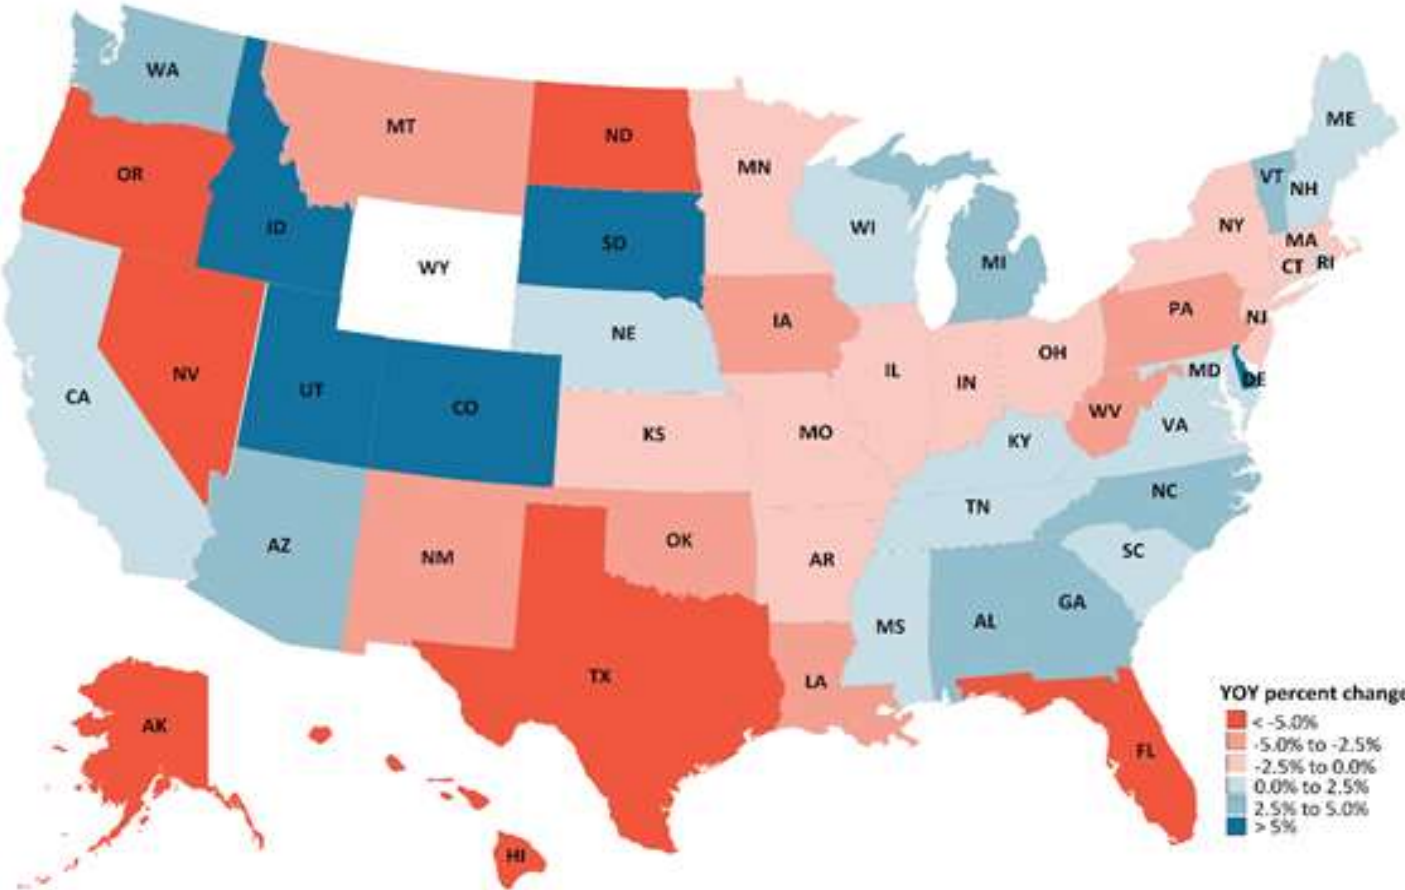 WA
ME
MT
ND
MN
OR
VT
NH
ID
SD
WI
NY
MA
WY
MI
CT
RI
NE
IA
PA
NJ
NV
UT
CO
IL
IN
OH
MD
DE
CA
KS
MO
KY
WV
VA
TN
NC
AZ
NM
OK
AR
SC
MS
AL
GA
TX
LA
AK
FL
HI
YOY percent change
< -5.0%
-5.0% to -2.5%
-2.5% to 0.0%
0.0% to 2.5%
2.5% to 5.0%
> 5%